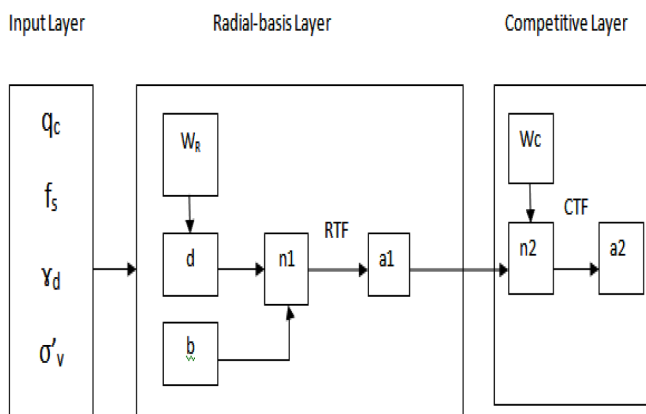 Input Layer
Radial-basis Layer
Competitive Layer
qc
fs
γd
σ'v
WR
d
b
n1
RTF
a1
Wc
n2
CTF
a2